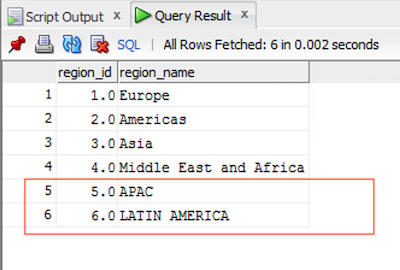 Script Output x Query Result x
SQL | All Rows Fetched: 6 in 0.002 seconds
region_id region_name
1 1.0 Europe
2 2.0 Americas
3 3.0 Asia
4 4.0 Middle East and Africa
5 5.0 APAC
6 6.0 LATIN AMERICA